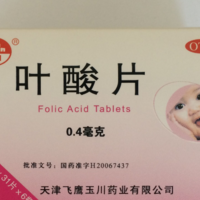 叶酸片
Folic Acid Tablets
0.4毫克
批准文号：国药准字H20067437
天津飞鹰玉川药业有限公司